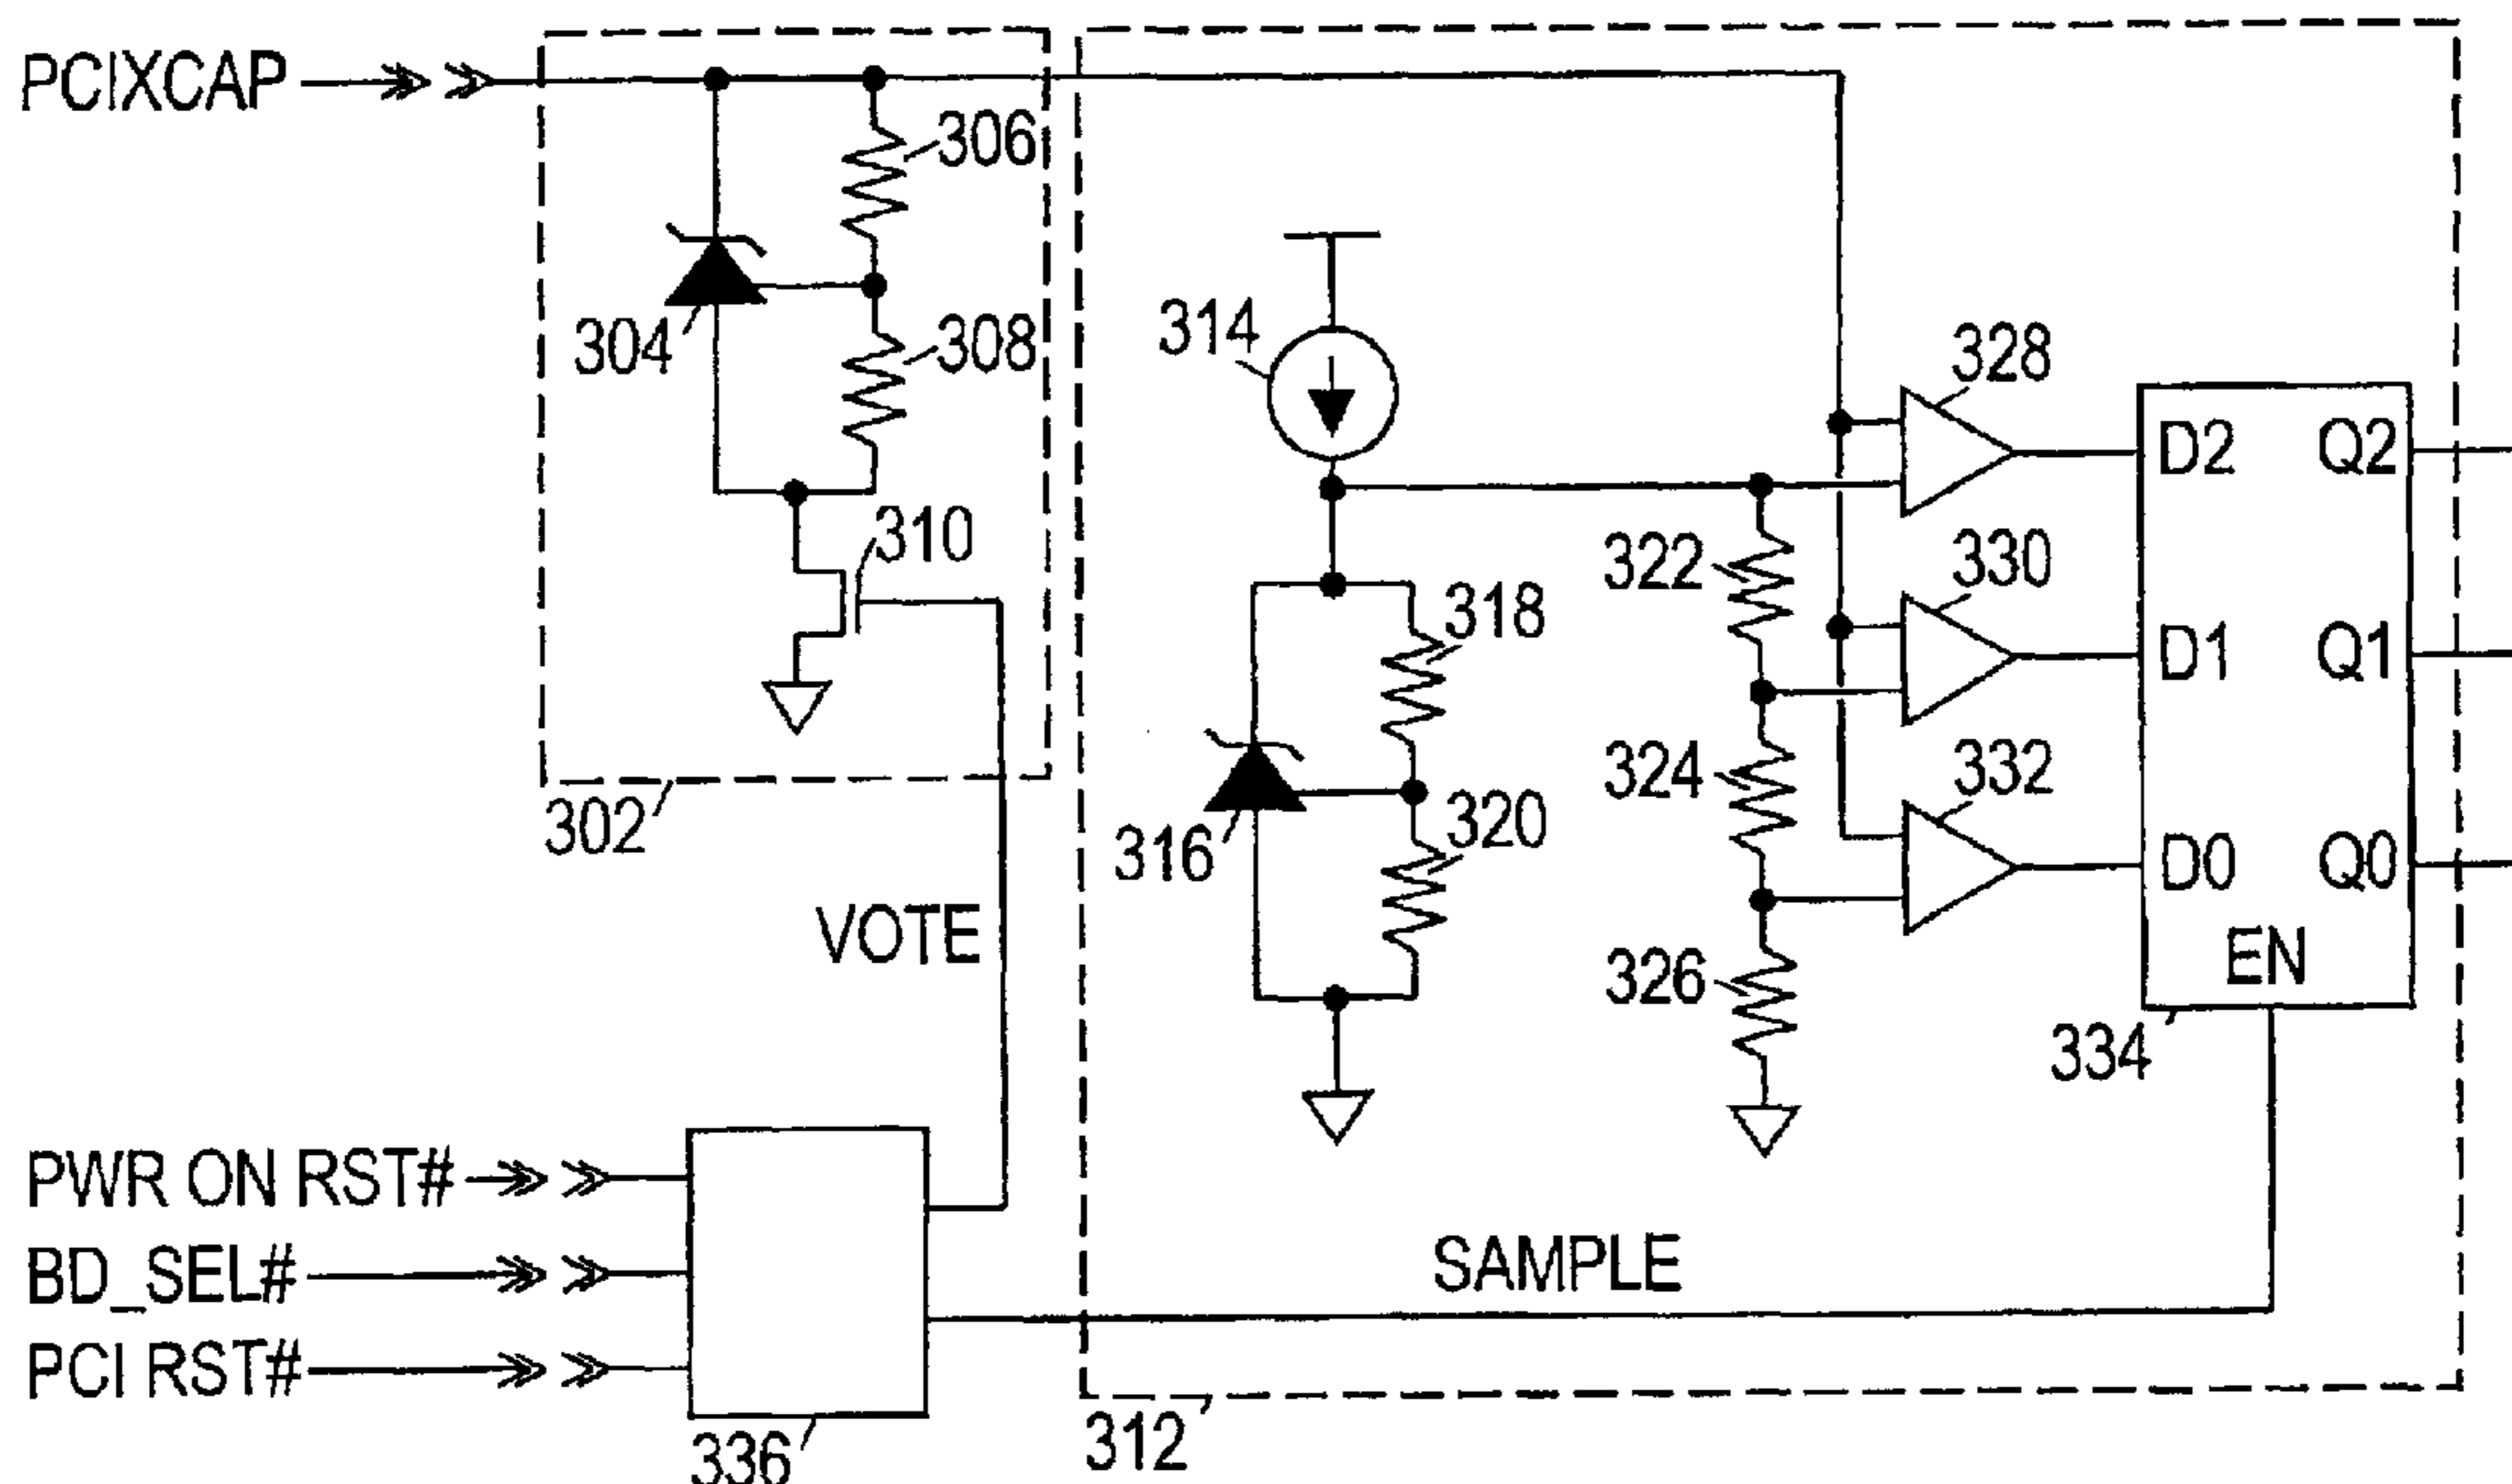 PCIXCAP
306
304
308
310
302
VOTE
314
318
316
320
322
324
326
328
330
332
D2 Q2
D1 Q1
D0 Q0
EN
334
PWR ON RST#
BD_SEL#
PCI RST#
336
SAMPLE
312